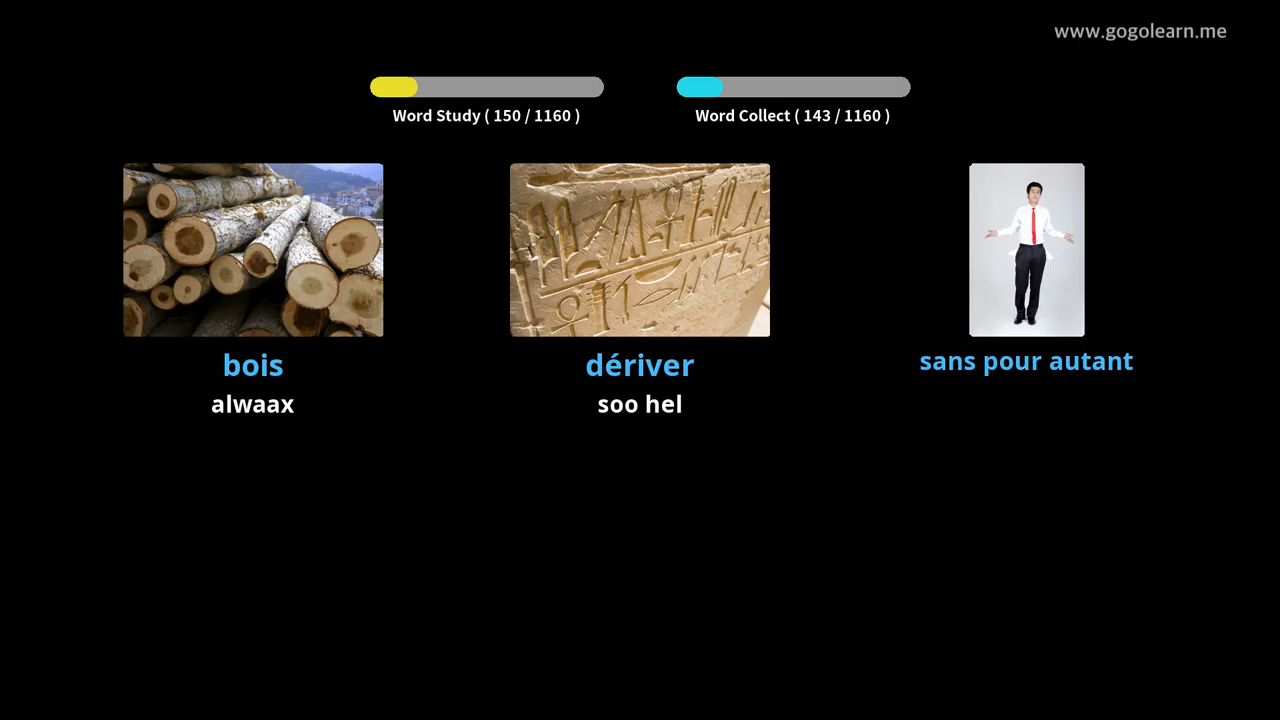 www.gogolearn.me
Word Study ( 150 / 1160 )
Word Collect ( 143 / 1160 )
bois
alwaax
dériver
soo hel
sans pour autant